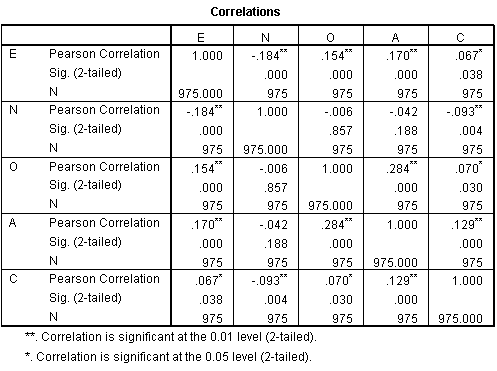 Correlations
E N O A C
E Pearson Correlation 1.000 -.184** .154** .170** .067*
Sig. (2-tailed) .000 .000 .000 .038
N 975.000 975 975 975 975
N Pearson Correlation -.184** 1.000 -.006 -.042 -.093**
Sig. (2-tailed) .000 .857 .188 .004
N 975 975.000 975 975 975
O Pearson Correlation .154** -.006 1.000 .284** .070*
Sig. (2-tailed) .000 .857 .000 .030
N 975 975 975.000 975 975
A Pearson Correlation .170** -.042 .284** 1.000 .129**
Sig. (2-tailed) .000 .188 .000 .000
N 975 975 975 975.000 975
C Pearson Correlation .067* -.093** .070* .129** 1.000
Sig. (2-tailed) .038 .004 .030 .000
N 975 975 975 975 975.000
**. Correlation is significant at the 0.01 level (2-tailed).
*. Correlation is significant at the 0.05 level (2-tailed).